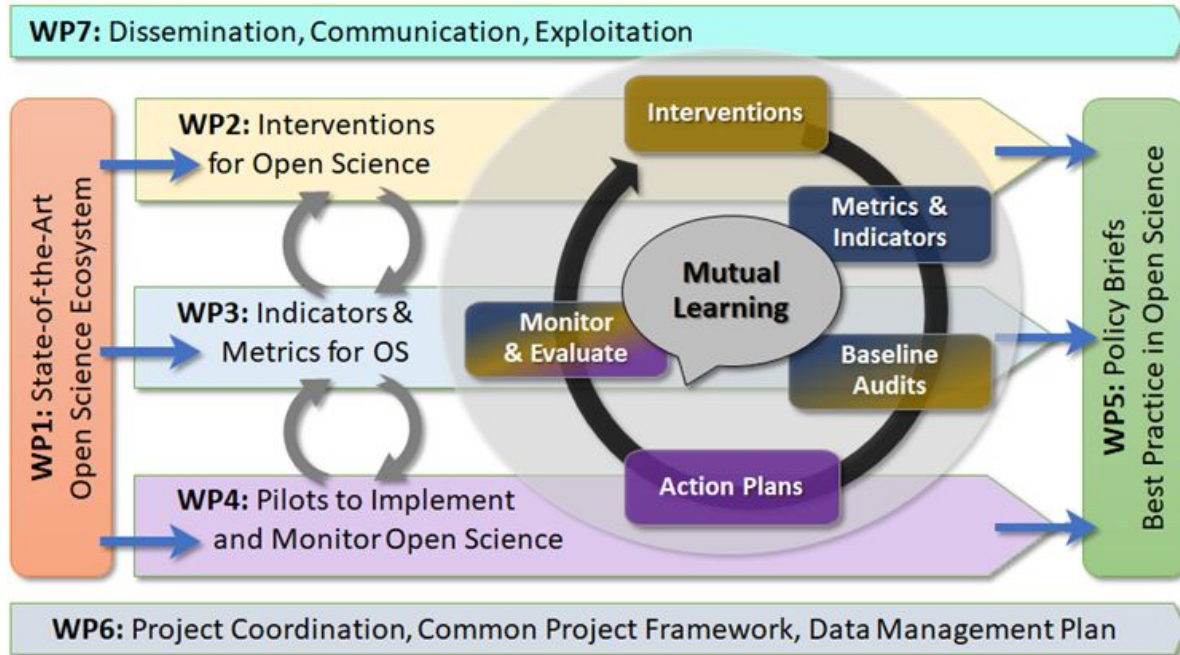 WP7: Dissemination, Communication, Exploitation
WP1: State-of-the-Art
Open Science Ecosystem
WP2: Interventions
for Open Science
WP3: Indicators &
Metrics for OS
WP4: Pilots to Implement
and Monitor Open Science
Interventions
Metrics &
Indicators
Mutual
Learning
Monitor
& Evaluate
Baseline
Audits
Action Plans
WP5: Policy Briefs
Best Practice in Open Science
WP6: Project Coordination, Common Project Framework, Data Management Plan